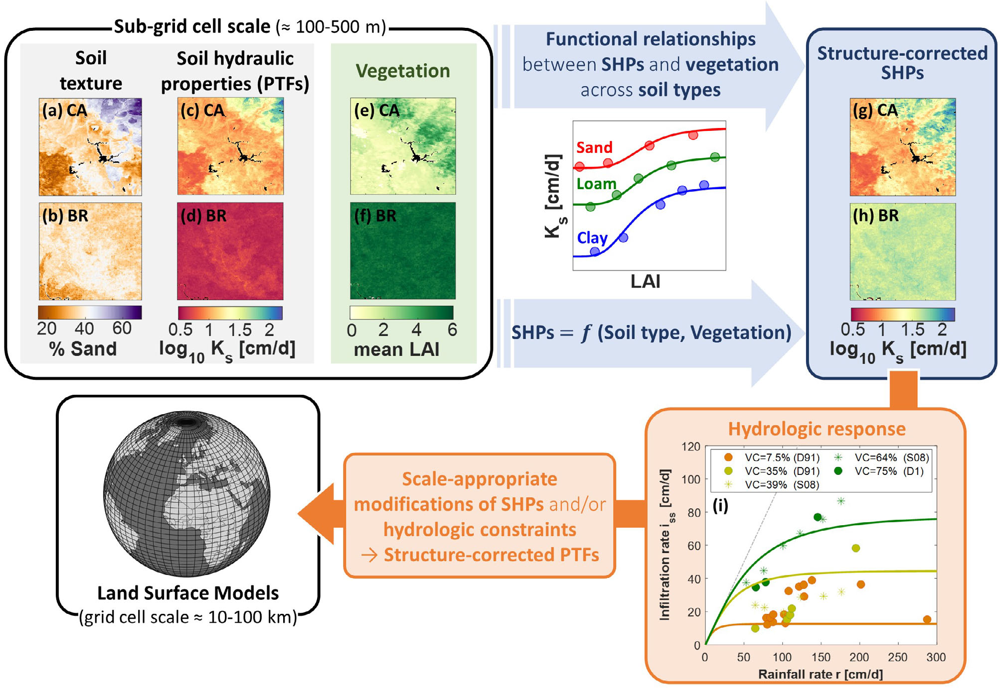 Sub-grid cell scale (≈ 100-500 m)
Soil
texture
Soil hydraulic
properties (PTFs)
Vegetation
(a) CA
(c) CA
(e) CA
(b) BR
(d) BR
(f) BR
20 40 60
% Sand
0.5 1 1.5 2
log10 Ks [cm/d]
0 2 4 6
mean LAI
Functional relationships
between SHPs and vegetation
across soil types
Sand
Loam
Clay
Ks [cm/d]
LAI
SHPs = f (Soil type, Vegetation)
Structure-corrected
SHPs
(g) CA
(h) BR
0.5 1 1.5 2
log10 Ks [cm/d]
Hydrologic response
VC=7.5% (D91)
VC=35% (D91)
VC=39% (S08)
VC=64% (S08)
VC=75% (D1)
(i)
120
100
80
60
40
20
0
Infiltration rate iss [cm/d]
0 50 100 150 200 250 300
Rainfall rate r [cm/d]
Scale-appropriate
modifications of SHPs and/or
hydrologic constraints
→ Structure-corrected PTFs
Land Surface Models
(grid cell scale ≈ 10-100 km)